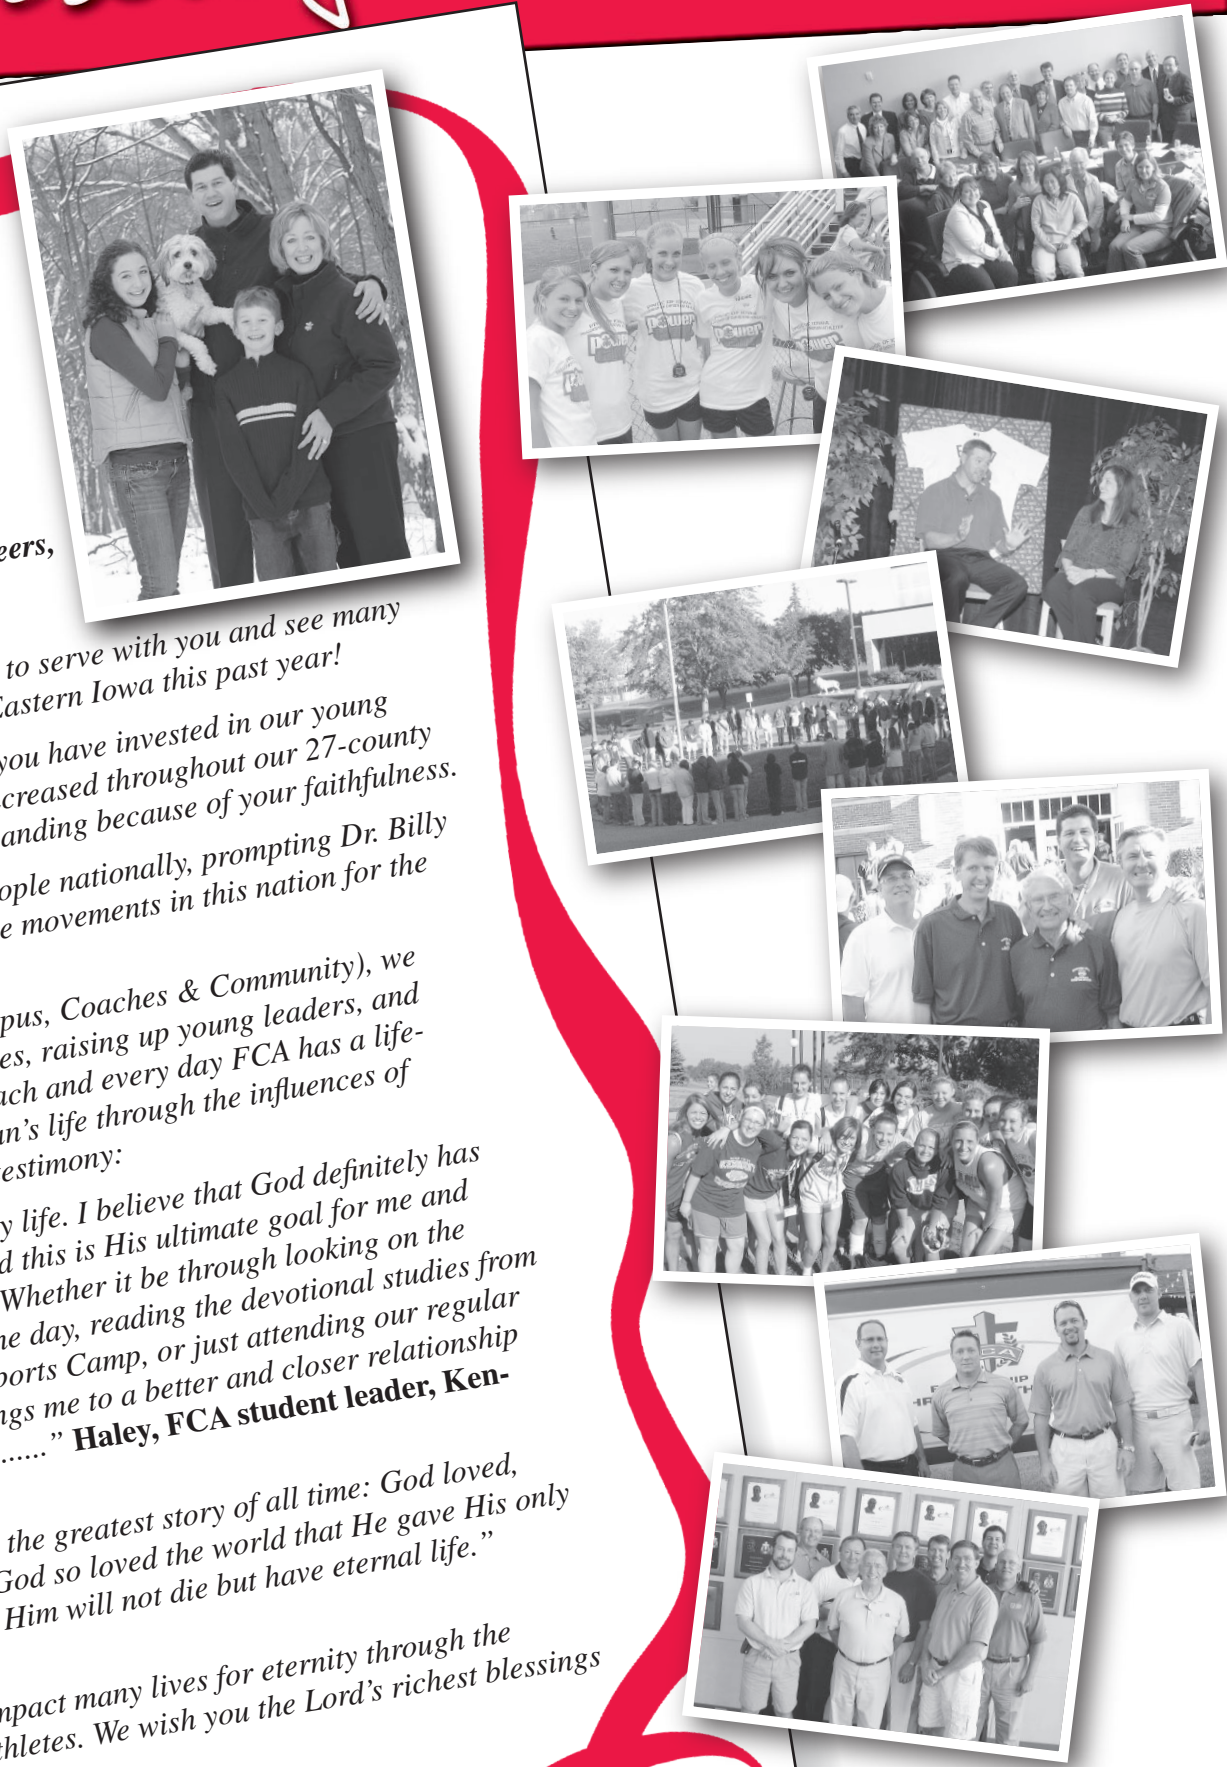 eers,
to serve with you and see many
Eastern Iowa this past year!
you have invested in our young
creased throughout our 27-county
anding because of your faithfulness.
ople nationally, prompting Dr. Billy
e movements in this nation for the
pus, Coaches & Community), we
es, raising up young leaders, and
ach and every day FCA has a life-
un's life through the influences of
testimony:
y life. I believe that God definitely has
d this is His ultimate goal for me and
Whether it be through looking on the
ne day, reading the devotional studies from
ports Camp, or just attending our regular
ngs me to a better and closer relationship
......” Haley, FCA student leader, Ken-
the greatest story of all time: God loved,
God so loved the world that He gave His only
Him will not die but have eternal life.”
mpact many lives for eternity through the
thletes. We wish you the Lord’s richest blessings
power
power